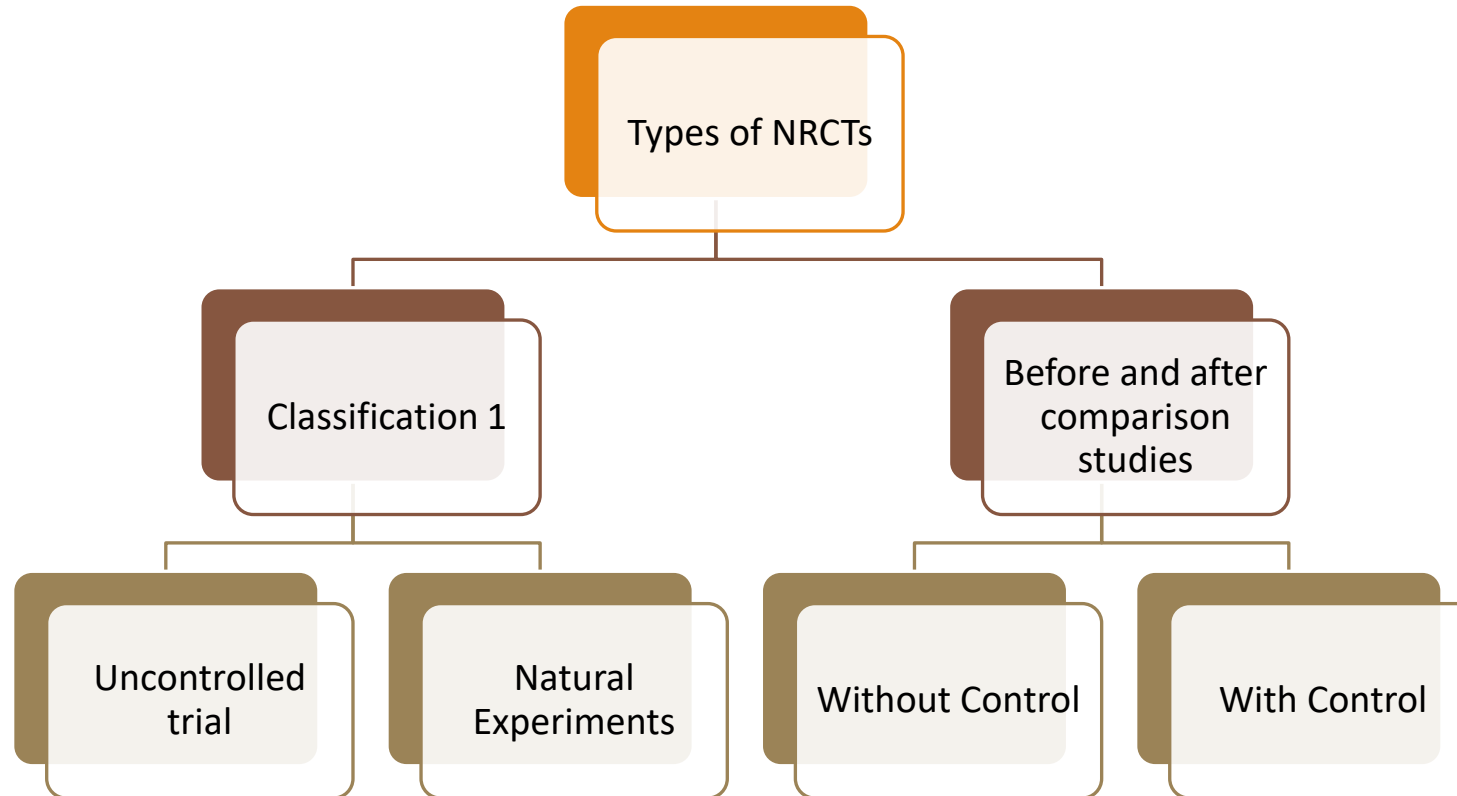 Types of NRCTs
Classification 1
Before and after
comparison
studies
Uncontrolled
trial
Natural
Experiments
Without Control
With Control